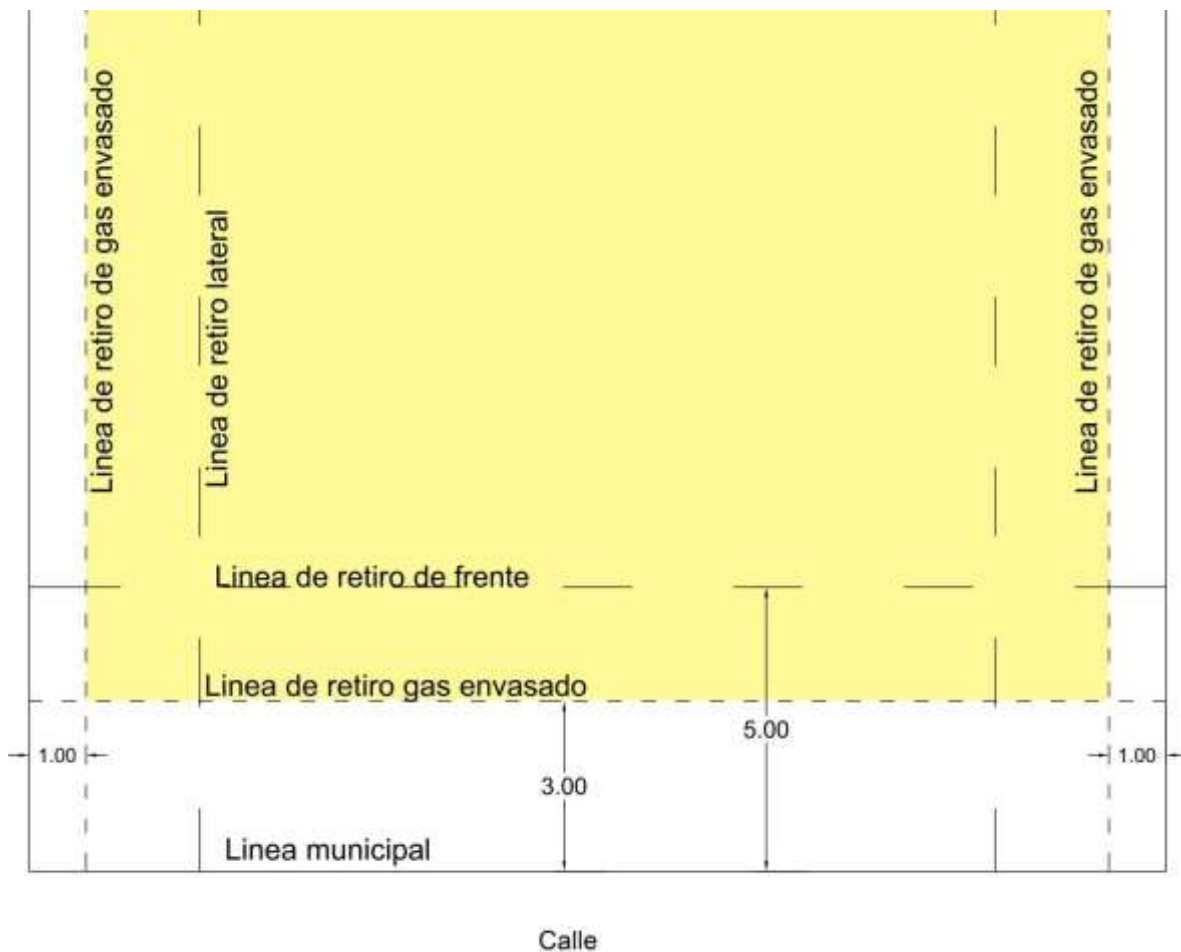 Linea de retiro de gas envasado
Linea de retiro lateral
Linea de retiro de gas envasado
Linea de retiro de frente
Linea de retiro gas envasado
1.00
3.00
5.00
1.00
Linea municipal
Calle